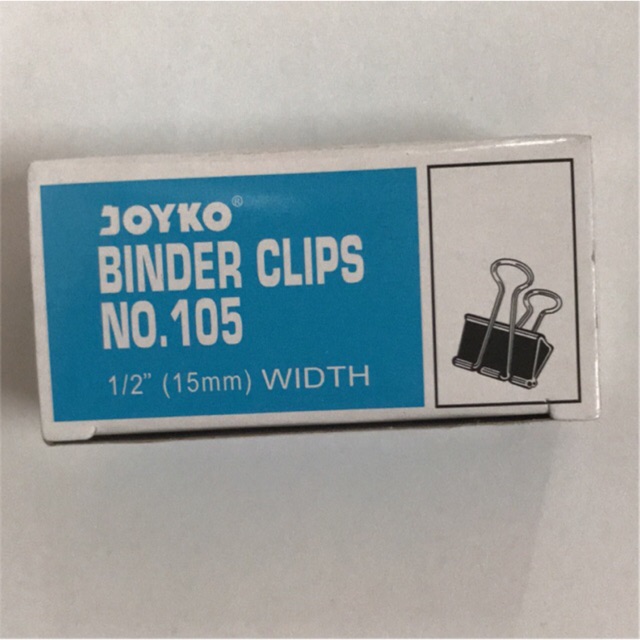 JOYKO®
BINDER CLIPS
NO.105
1/2" (15mm) WIDTH